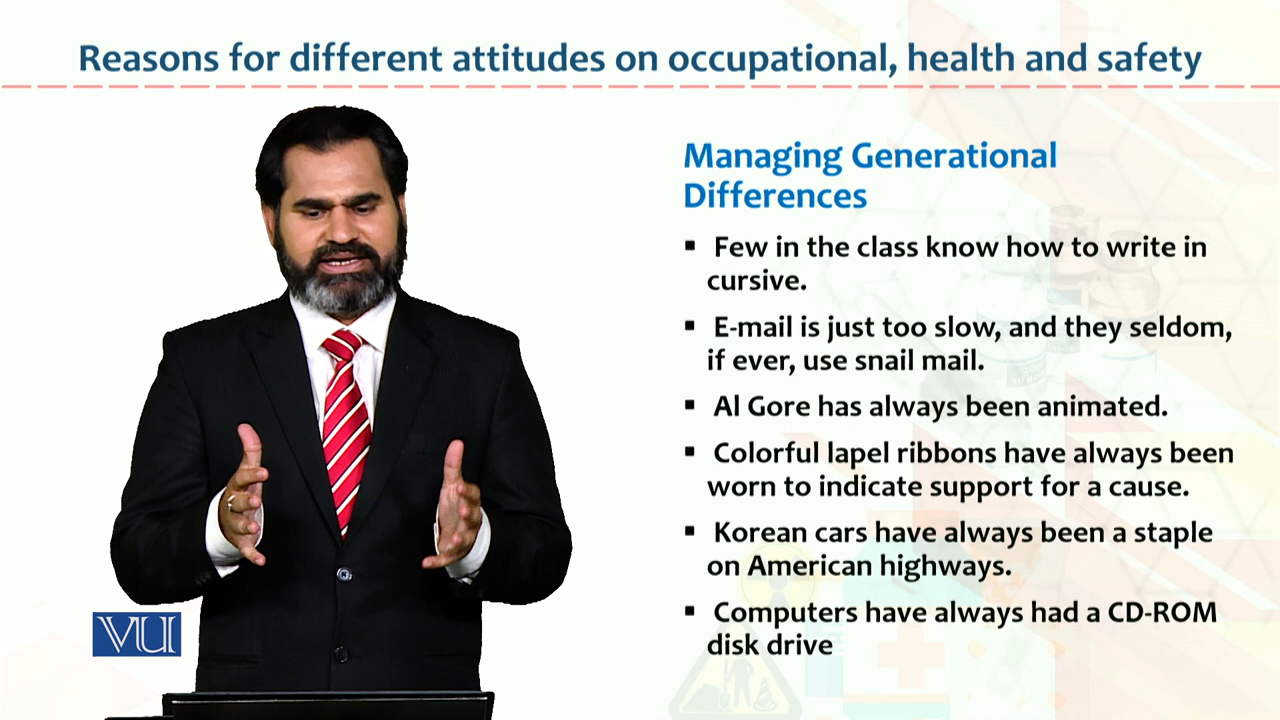 Reasons for different attitudes on occupational, health and safety
Managing Generational
Differences
▪ Few in the class know how to write in
cursive.
▪ E-mail is just too slow, and they seldom,
if ever, use snail mail.
▪ Al Gore has always been animated.
▪ Colorful lapel ribbons have always been
worn to indicate support for a cause.
▪ Korean cars have always been a staple
on American highways.
▪ Computers have always had a CD-ROM
disk drive
VU